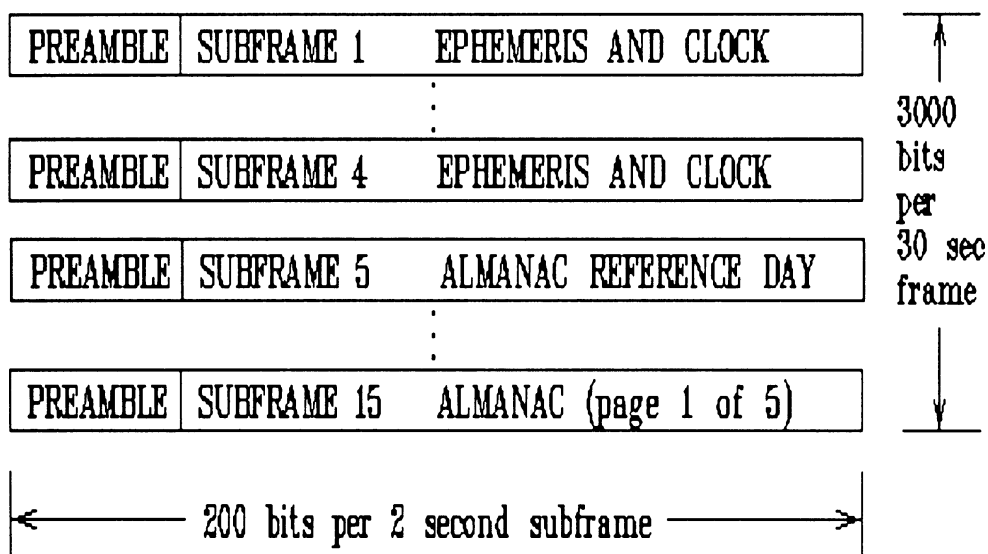 PREAMBLE SUBFRAME 1 EPHEMERIS AND CLOCK
PREAMBLE SUBFRAME 4 EPHEMERIS AND CLOCK
PREAMBLE SUBFRAME 5 ALMANAC REFERENCE DAY
PREAMBLE SUBFRAME 15 ALMANAC (page 1 of 5)
3000
bits
per
30 sec
frame
200 bits per 2 second subframe